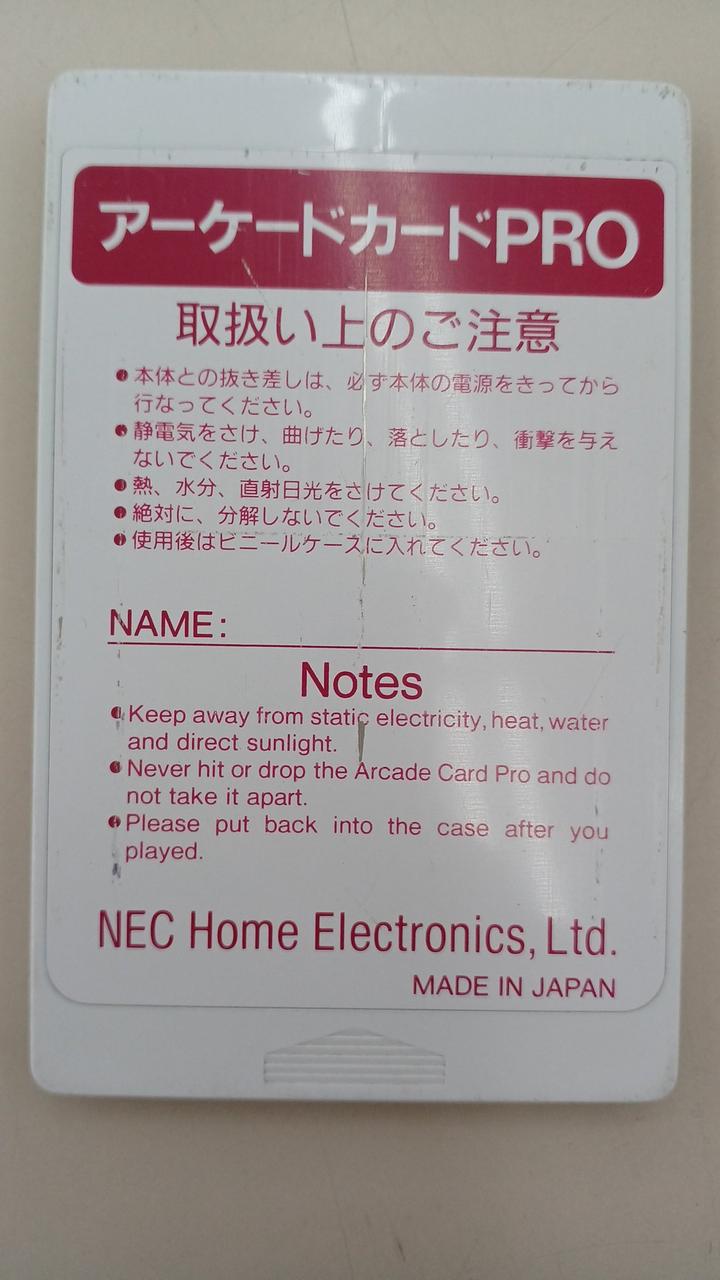 アーケードカードPRO
取扱い上のご注意
●本体との抜き差しは、必ず本体の電源をきってから
行なってください。
●静電気をさけ、曲げたり、落としたり、衝撃を与え
ないでください。
●熱、水分、直射日光をさけてください。
●絶対に、分解しないでください。
●使用後はビニールケースに入れてください。
NAME:
Notes
●Keep away from static electricity, heat, water
and direct sunlight.
●Never hit or drop the Arcade Card Pro and do
not take it apart.
●Please put back into the case after you
played.
NEC Home Electronics, Ltd.
MADE IN JAPAN